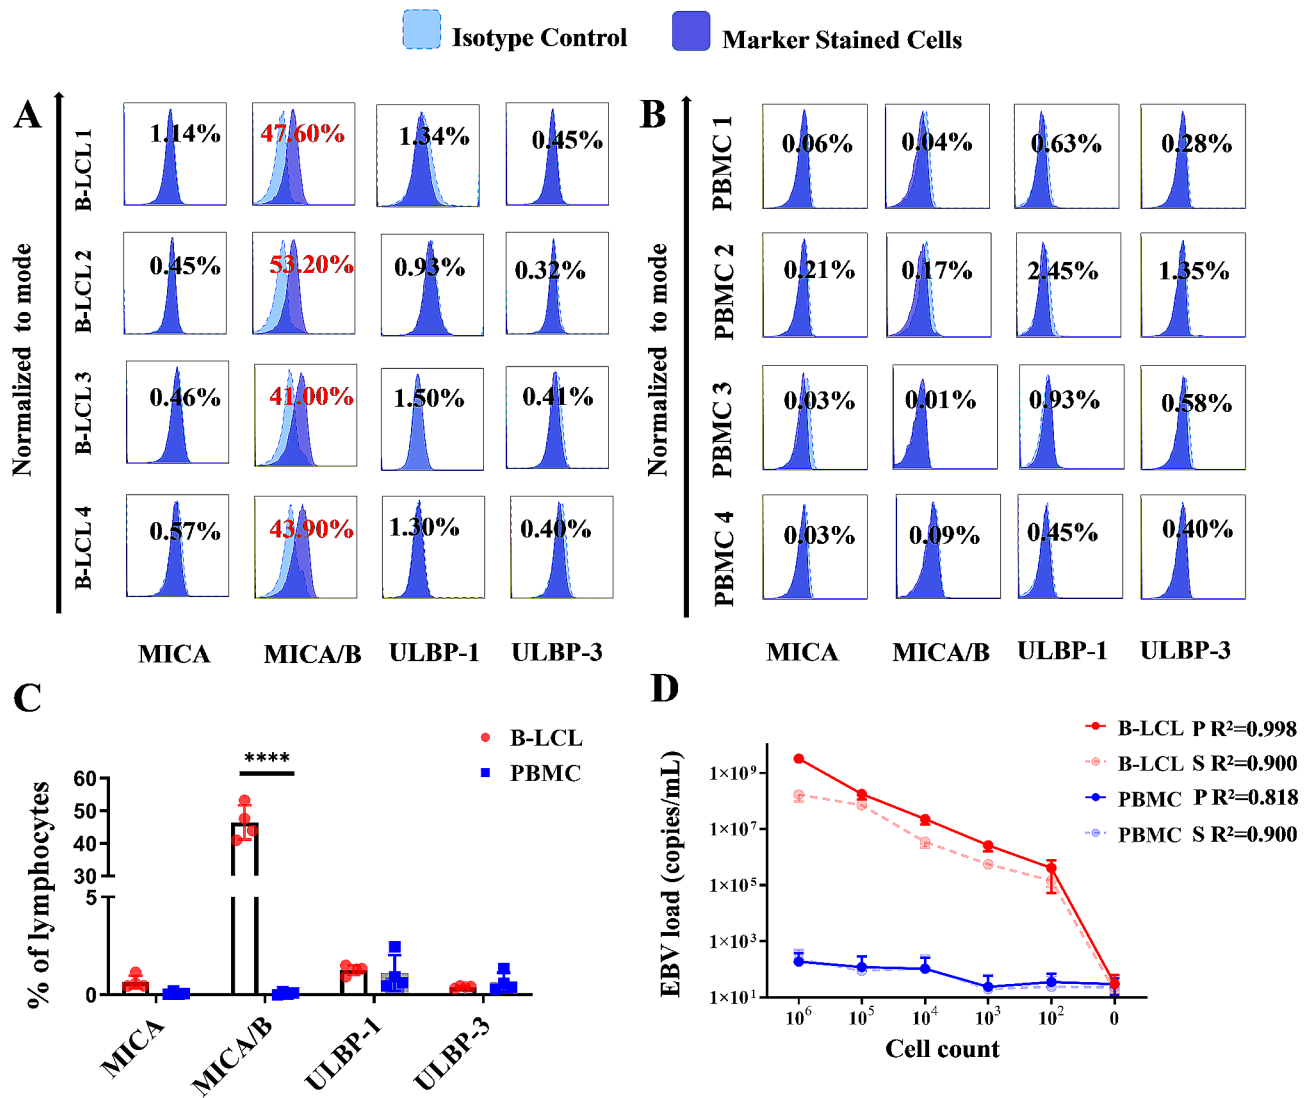 Isotype Control
Marker Stained Cells
A
Normalized to mode
B-LCL 1
1.14%
47.60%
1.34%
0.45%
B-LCL2
0.45%
53.20%
0.93%
0.32%
B-LCL3
0.46%
41.00%
1.50%
0.41%
B-LCL 4
0.57%
43.90%
1.30%
0.40%
MICA
MICA/B
ULBP-1
ULBP-3
B
Normalized to mode
PBMC 1
0.06%
0.04%
0.63%
0.28%
PBMC 2
0.21%
0.17%
2.45%
1.35%
PBMC 3
0.03%
0.01%
0.93%
0.58%
PBMC 4
0.03%
0.09%
0.45%
0.40%
MICA
MICA/B
ULBP-1
ULBP-3
C
B-LCL
PBMC
****
% of lymphocytes
60
50
40
30
5
0
MICA
MICA/B
ULBP-1
ULBP-3
D
B-LCL P R²=0.998
B-LCL S R²=0.900
PBMC P R²=0.818
PBMC S R²=0.900
EBV load (copies/mL)
1×10⁹
1×10⁷
1×10⁵
1×10³
1×10¹
10⁶
10⁵
10⁴
10³
10²
0
Cell count